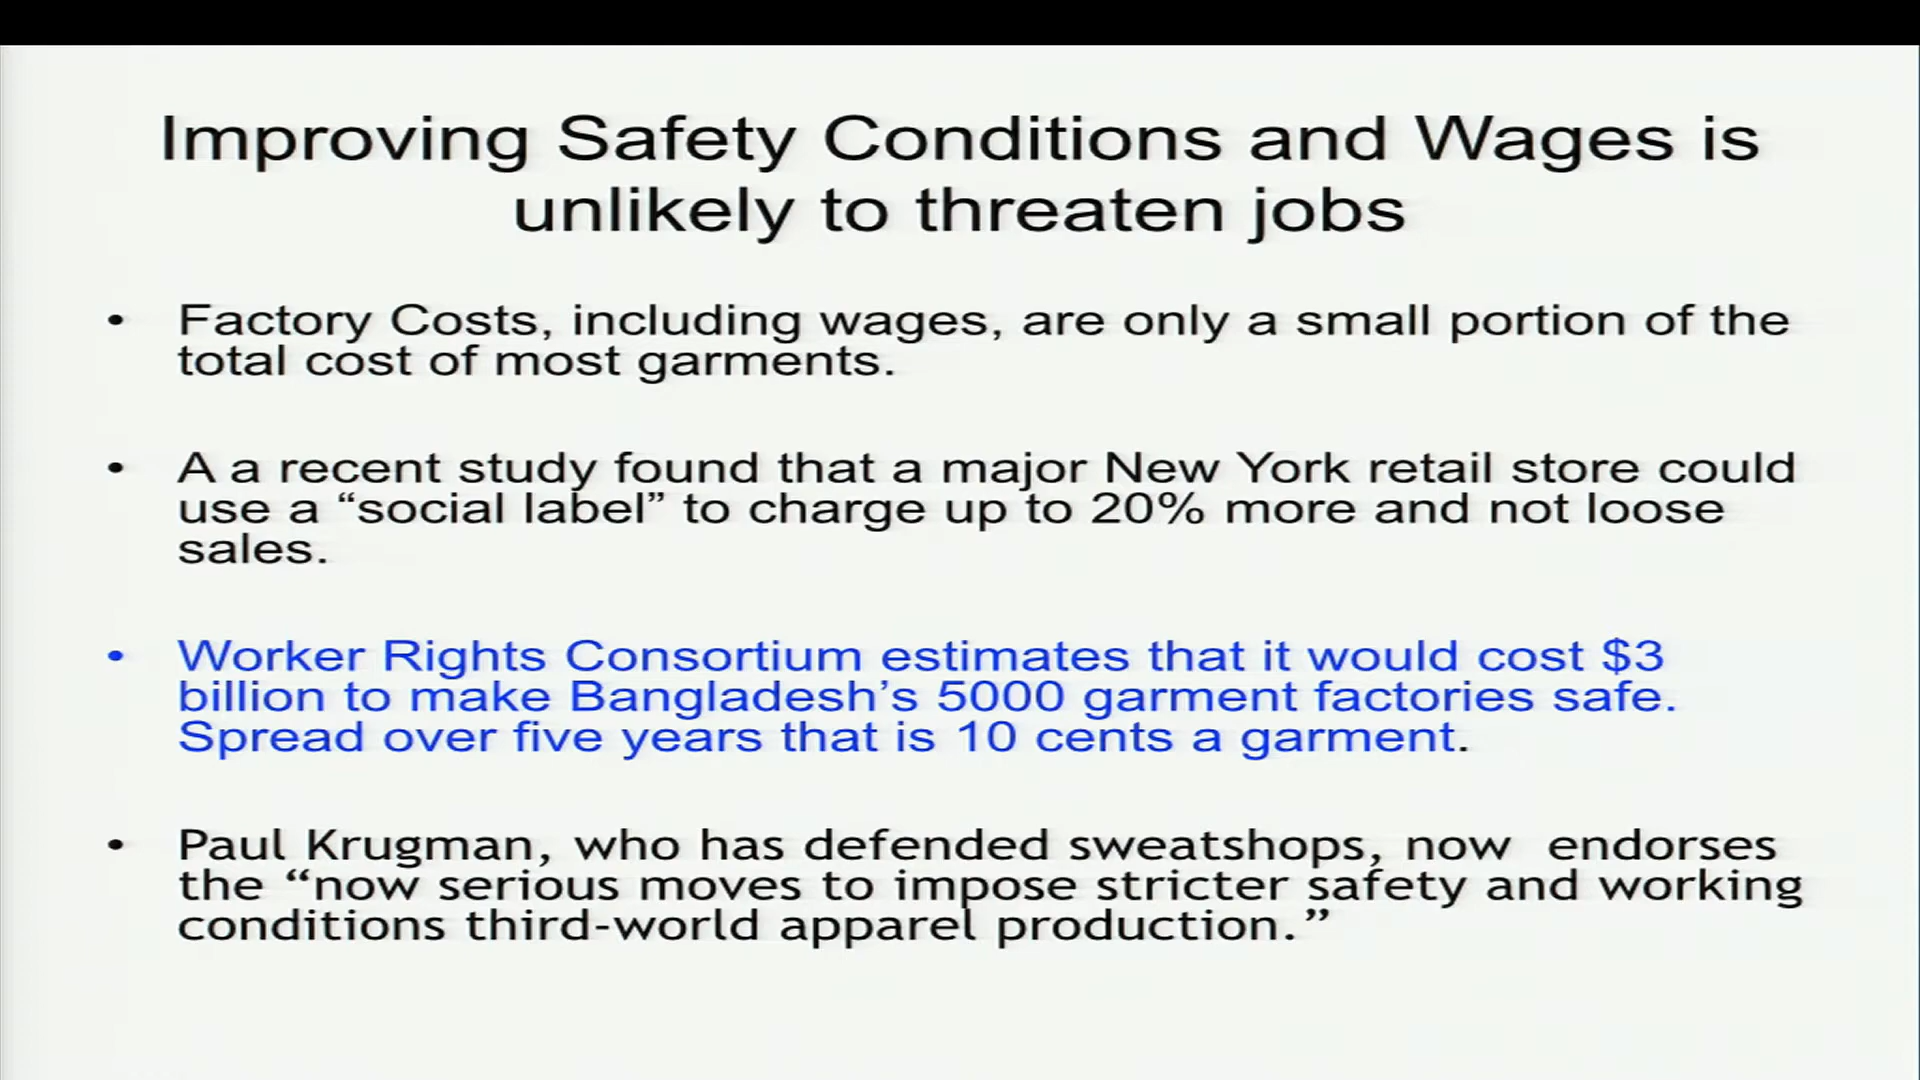 Improving Safety Conditions and Wages is
unlikely to threaten jobs
• Factory Costs, including wages, are only a small portion of the
total cost of most garments.
• A a recent study found that a major New York retail store could
use a “social label” to charge up to 20% more and not loose
sales.
• Worker Rights Consortium estimates that it would cost $3
billion to make Bangladesh’s 5000 garment factories safe.
Spread over five years that is 10 cents a garment.
• Paul Krugman, who has defended sweatshops, now endorses
the “now serious moves to impose stricter safety and working
conditions third-world apparel production.”